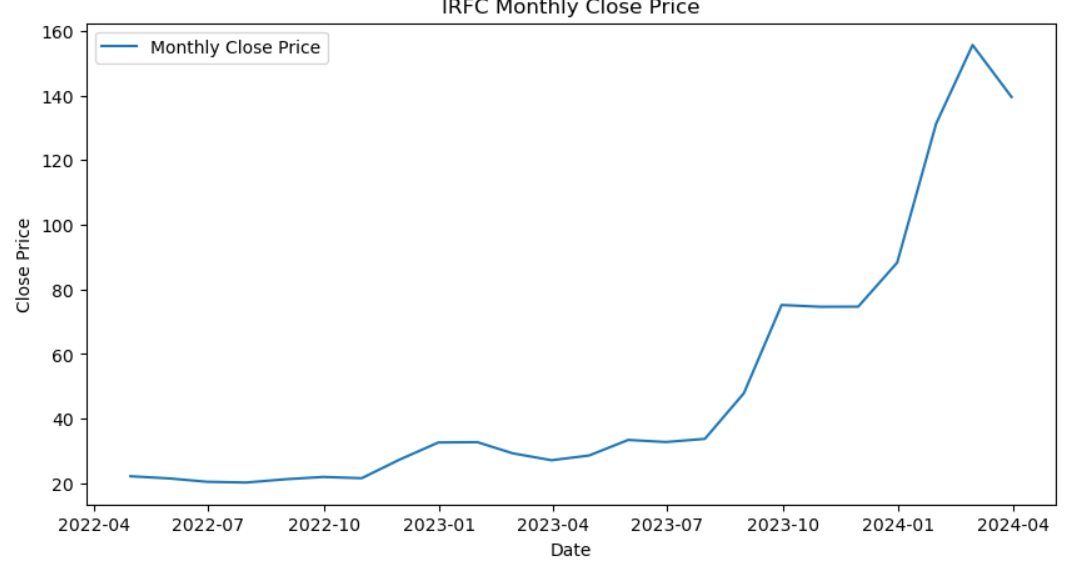 IRFC Monthly Close Price
160
Monthly Close Price
140
120
100
80
60
40
20
Close Price
2022-04 2022-07 2022-10 2023-01 2023-04 2023-07 2023-10 2024-01 2024-04
Date